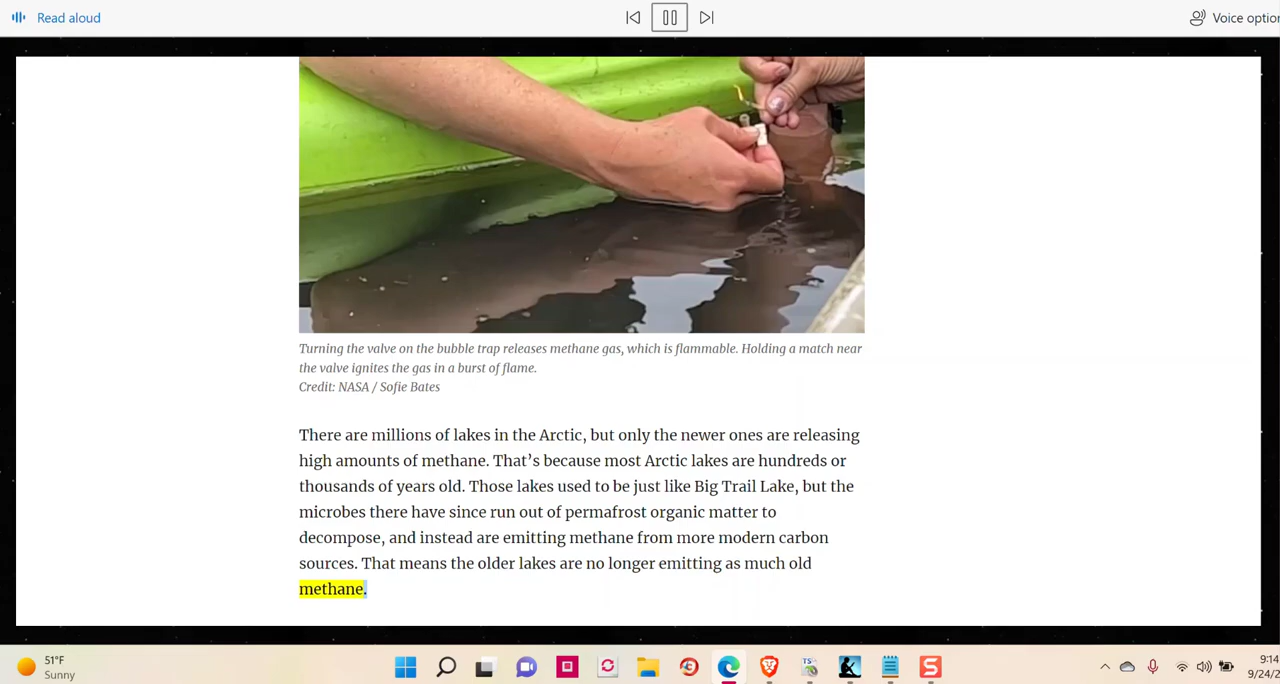 Read aloud
Voice optio
Turning the valve on the bubble trap releases methane gas, which is flammable. Holding a match near
the valve ignites the gas in a burst of flame.
Credit: NASA / Sofie Bates
There are millions of lakes in the Arctic, but only the newer ones are releasing
high amounts of methane. That’s because most Arctic lakes are hundreds or
thousands of years old. Those lakes used to be just like Big Trail Lake, but the
microbes there have since run out of permafrost organic matter to
decompose, and instead are emitting methane from more modern carbon
sources. That means the older lakes are no longer emitting as much old
methane.
51°F
Sunny
TS
S
9:14
9/24/2